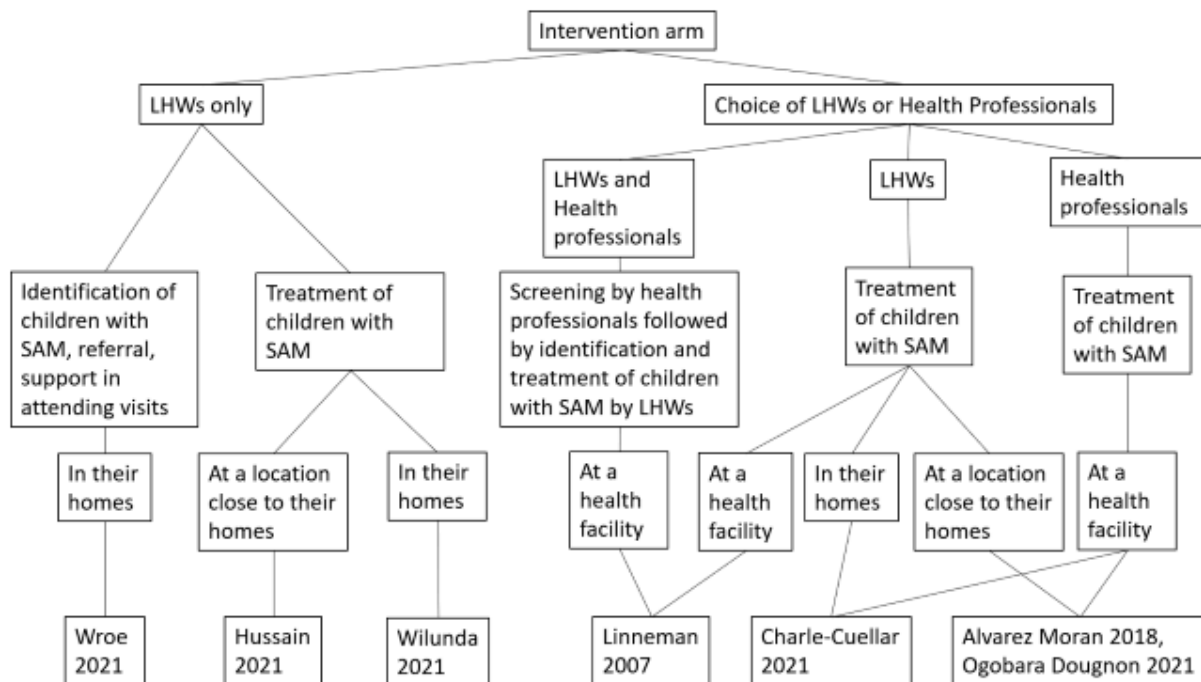 Intervention arm
LHWs only
Choice of LHWs or Health Professionals
LHWs and
Health
professionals
LHWs
Health
professionals
Identification of
children with
SAM, referral,
support in
attending visits
Treatment of
children with
SAM
Screening by health
professionals followed
by identification and
treatment of children
with SAM by LHWs
Treatment
of children
with SAM
Treatment
of children
with SAM
In their
homes
At a location
close to their
homes
In their
homes
At a
health
facility
At a
health
facility
In their
homes
At a location
close to their
homes
At a
health
facility
Wroe
2021
Hussain
2021
Wilunda
2021
Linneman
2007
Charle-Cuellar
2021
Alvarez Moran 2018,
Ogobara Dougnon 2021